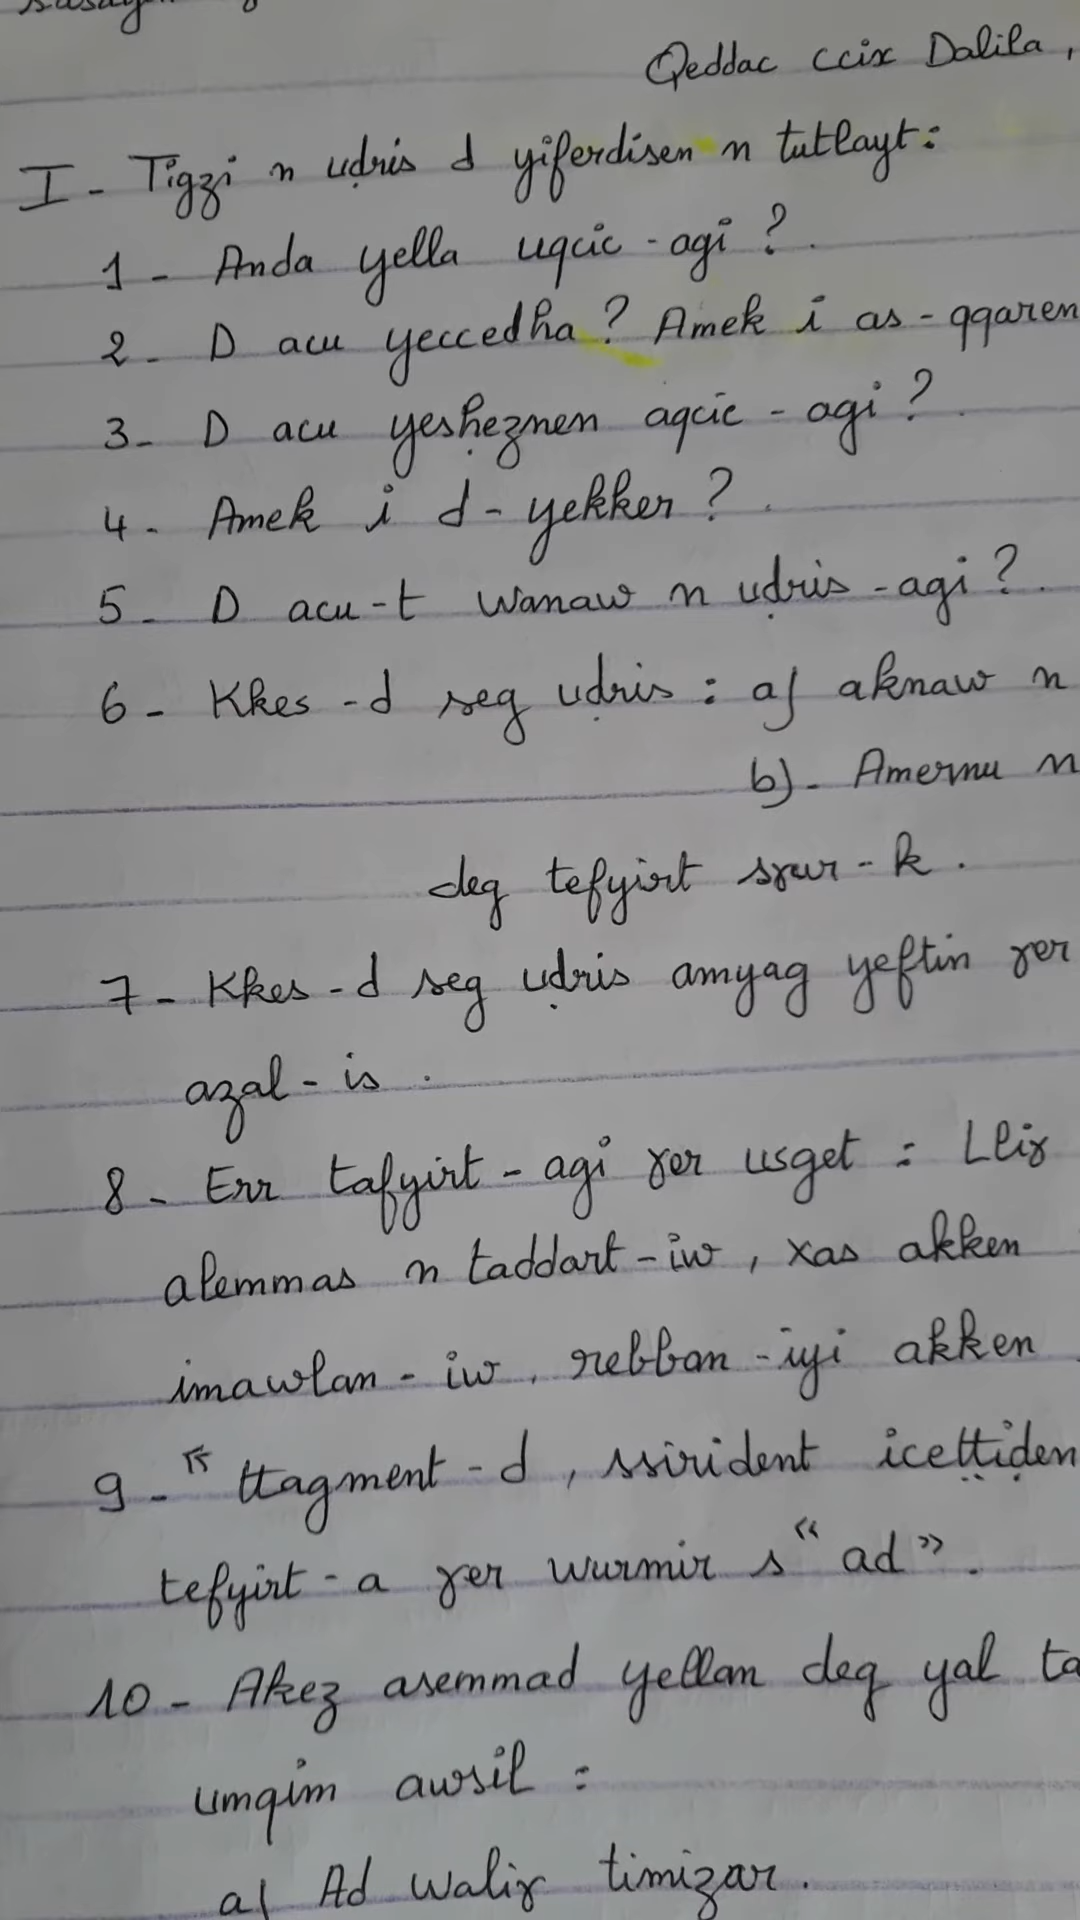 Qeddac ccix Dalila,
I - Tigzi n uḍris d yiferdisen n tutlayt :
1 - Anda yella uqcic - agi ? .
2 - D acu yeccedha ? Amek i as - qqaren
3 - D acu yesḥeznen aqcic - agi ? .
4 - Amek i d - yekker ? .
5 - D acu - t wanaw n uḍris - agi ? .
6 - Kkes - d seg uḍris : a) aknaw n
b) - Amernu n
deg tefyirt sɣur - k .
7 - Kkes - d seg uḍris amyag yeftin ɣer
azal - is .
8 - Err tafyirt - agi ɣer usget : Lliɣ
alemmas n taddart - iw , xas akken
imawlan - iw , rebban - iyi akken
9 - " ttagment - d , ssirident iceṭṭiḍen
tefyirt - a ɣer wurmir s " ad " .
10 - Akez asemmad yellan deg yal ta
umqim awsil :
a) Ad waliɣ timizar .